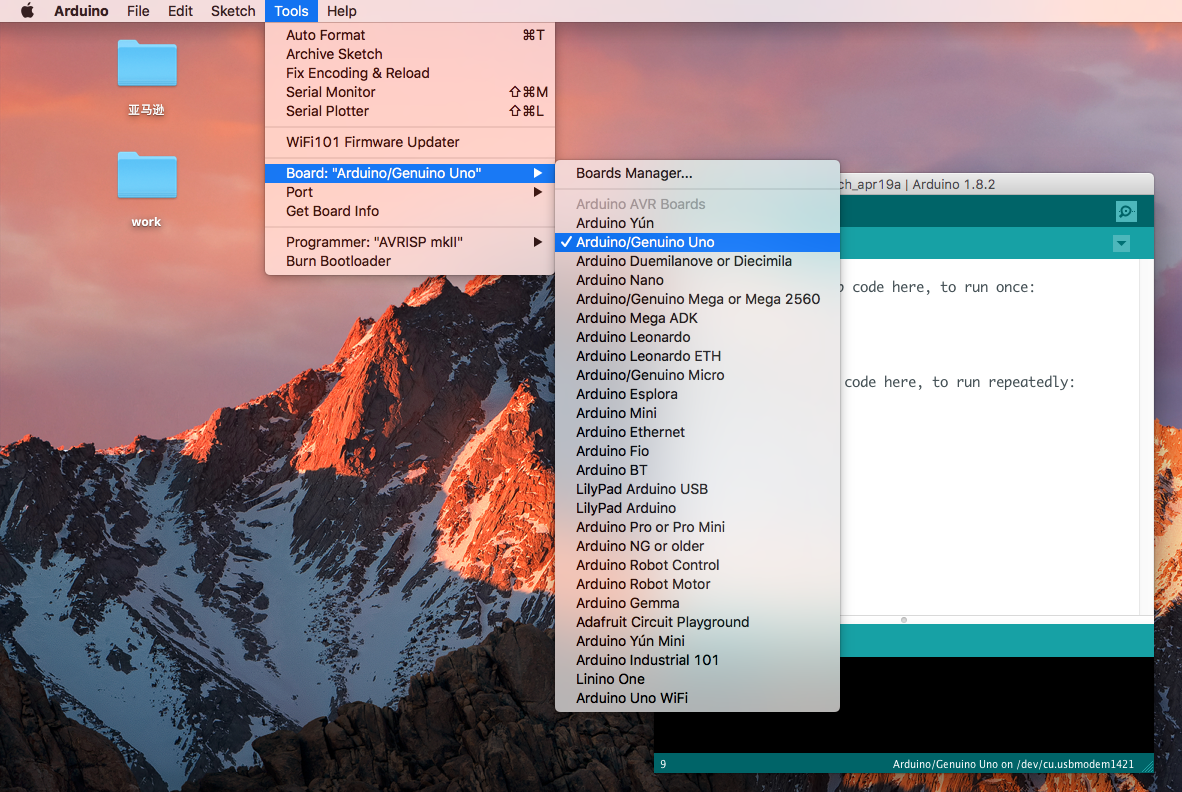 Arduino File Edit Sketch Tools Help
亚马逊
work
Auto Format ⌘T
Archive Sketch
Fix Encoding & Reload
Serial Monitor ⇧⌘M
Serial Plotter ⇧⌘L
WiFi101 Firmware Updater
Board: "Arduino/Genuino Uno"
Port
Get Board Info
Programmer: "AVRISP mkII"
Burn Bootloader
Boards Manager...
Arduino AVR Boards
Arduino Yún
✓ Arduino/Genuino Uno
Arduino Duemilanove or Diecimila
Arduino Nano
Arduino/Genuino Mega or Mega 2560
Arduino Mega ADK
Arduino Leonardo
Arduino Leonardo ETH
Arduino/Genuino Micro
Arduino Esplora
Arduino Mini
Arduino Ethernet
Arduino Fio
Arduino BT
LilyPad Arduino USB
LilyPad Arduino
Arduino Pro or Pro Mini
Arduino NG or older
Arduino Robot Control
Arduino Robot Motor
Arduino Gemma
Adafruit Circuit Playground
Arduino Yún Mini
Arduino Industrial 101
Linino One
Arduino Uno WiFi
ch_apr19a | Arduino 1.8.2
code here, to run once:
code here, to run repeatedly:
9 Arduino/Genuino Uno on /dev/cu.usbmodem1421